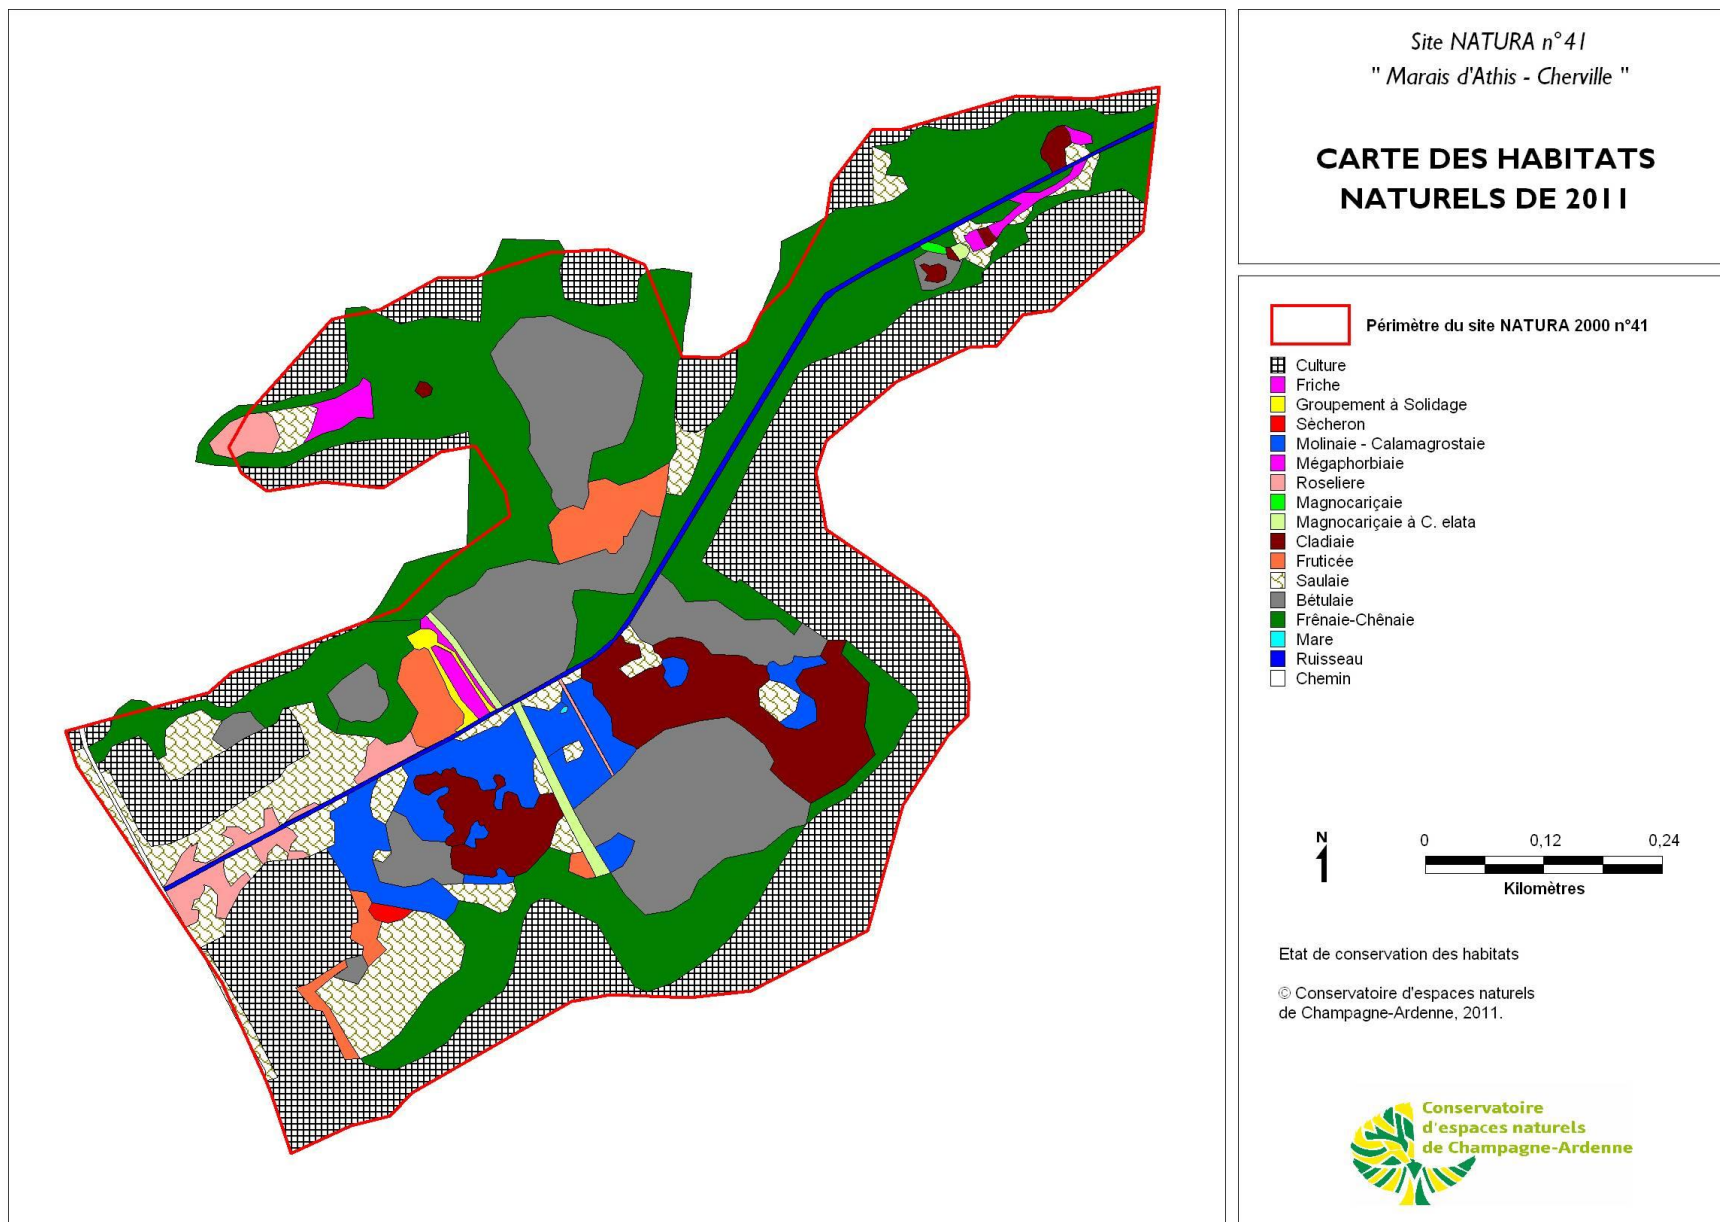 Site NATURA n°41
" Marais d'Athis - Cherville "
CARTE DES HABITATS
NATURELS DE 2011
Périmètre du site NATURA 2000 n°41
Culture
Friche
Groupement à Solidage
Sècheron
Molinaie - Calamagrostaie
Mégaphorbiaie
Roseliere
Magnocariçaie
Magnocariçaie à C. elata
Cladiaie
Fruticée
Saulaie
Bétulaie
Frênaie-Chênaie
Mare
Ruisseau
Chemin
N
0 0,12 0,24
Kilomètres
Etat de conservation des habitats
© Conservatoire d'espaces naturels
de Champagne-Ardenne, 2011.
Conservatoire
d'espaces naturels
de Champagne-Ardenne